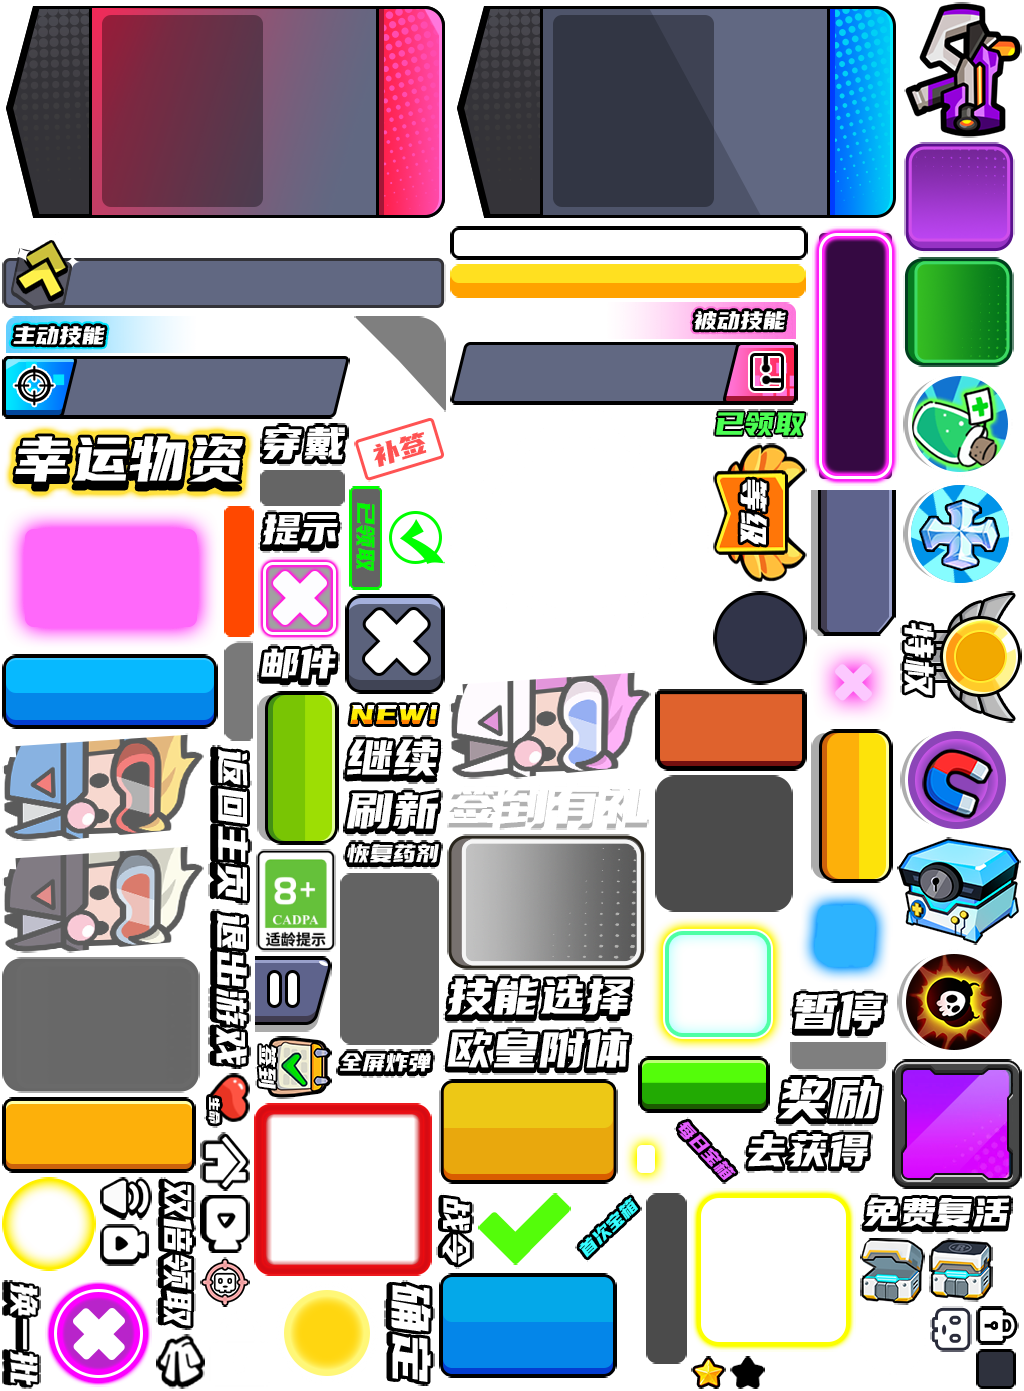 主动技能
被动技能
幸运物资
穿戴
补签
已领取
等级
提示
已领取
邮件
特权
NEW!
继续
刷新
恢复药剂
签到有礼
返回主页
8+
CADPA
适龄提示
退出游戏
技能选择
欧皇附体
暂停
签到
全屏炸弹
生命
奖励
去获得
每日宝箱
双倍领取
战令
首次宝箱
免费复活
换一批
确定